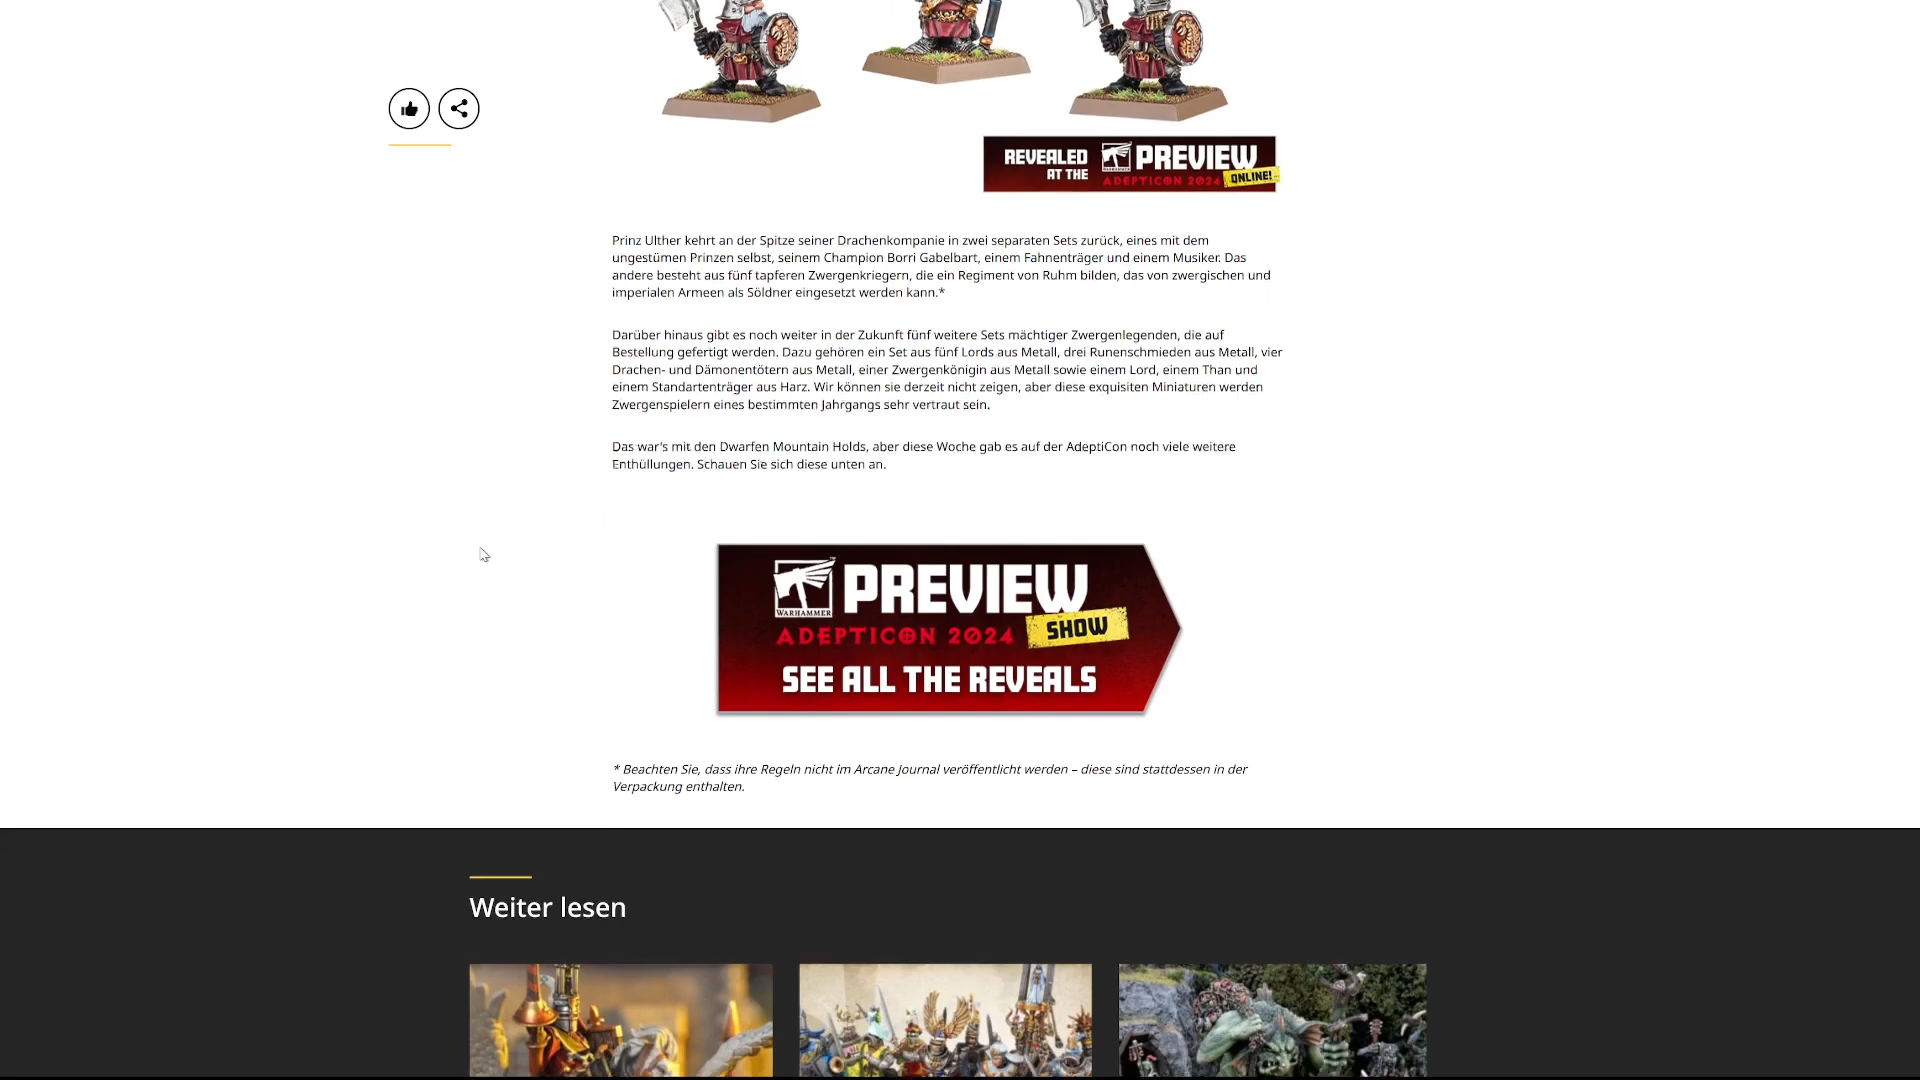 REVEALED
AT THE
WARHAMMER
PREVIEW
ADEPTICON 2024
ONLINE!
Prinz Ulther kehrt an der Spitze seiner Drachenkompanie in zwei separaten Sets zurück, eines mit dem
ungestümen Prinzen selbst, seinem Champion Borri Gabelbart, einem Fahnenträger und einem Musiker. Das
andere besteht aus fünf tapferen Zwergenkriegern, die ein Regiment von Ruhm bilden, das von zwergischen und
imperialen Armeen als Söldner eingesetzt werden kann.*
Darüber hinaus gibt es noch weiter in der Zukunft fünf weitere Sets mächtiger Zwergenlegenden, die auf
Bestellung gefertigt werden. Dazu gehören ein Set aus fünf Lords aus Metall, drei Runenschmieden aus Metall, vier
Drachen- und Dämonentötern aus Metall, einer Zwergenkönigin aus Metall sowie einem Lord, einem Than und
einem Standartenträger aus Harz. Wir können sie derzeit nicht zeigen, aber diese exquisiten Miniaturen werden
Zwergenspielern eines bestimmten Jahrgangs sehr vertraut sein.
Das war's mit den Dwarfen Mountain Holds, aber diese Woche gab es auf der AdeptiCon noch viele weitere
Enthüllungen. Schauen Sie sich diese unten an.
WARHAMMER
PREVIEW
ADEPTICON 2024
SHOW
SEE ALL THE REVEALS
* Beachten Sie, dass ihre Regeln nicht im Arcane Journal veröffentlicht werden – diese sind stattdessen in der
Verpackung enthalten.
Weiter lesen